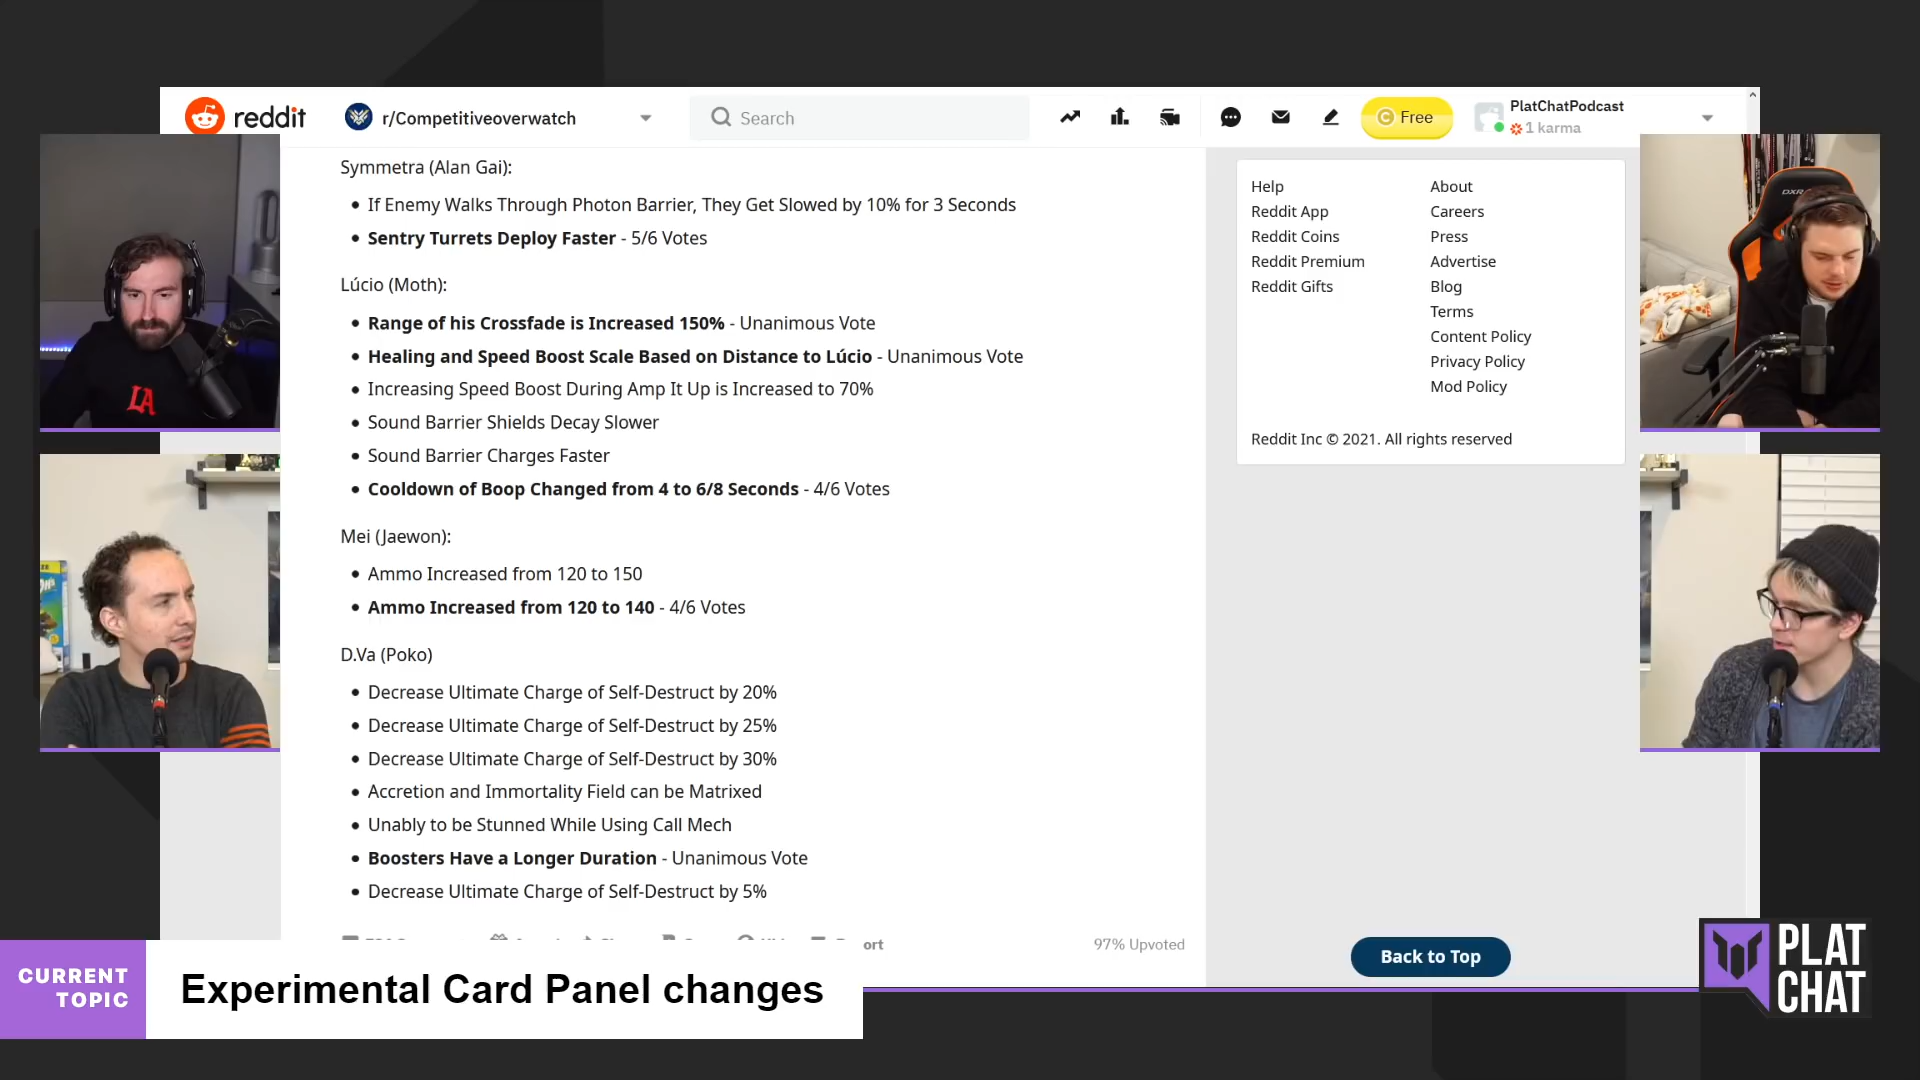 reddit
r/Competitiveoverwatch
Search
Free
PlatChatPodcast
1 karma
Symmetra (Alan Gai):
If Enemy Walks Through Photon Barrier, They Get Slowed by 10% for 3 Seconds
Sentry Turrets Deploy Faster - 5/6 Votes
Lúcio (Moth):
Range of his Crossfade is Increased 150% - Unanimous Vote
Healing and Speed Boost Scale Based on Distance to Lúcio - Unanimous Vote
Increasing Speed Boost During Amp It Up is Increased to 70%
Sound Barrier Shields Decay Slower
Sound Barrier Charges Faster
Cooldown of Boop Changed from 4 to 6/8 Seconds - 4/6 Votes
Mei (Jaewon):
Ammo Increased from 120 to 150
Ammo Increased from 120 to 140 - 4/6 Votes
D.Va (Poko)
Decrease Ultimate Charge of Self-Destruct by 20%
Decrease Ultimate Charge of Self-Destruct by 25%
Decrease Ultimate Charge of Self-Destruct by 30%
Accretion and Immortality Field can be Matrixed
Unably to be Stunned While Using Call Mech
Boosters Have a Longer Duration - Unanimous Vote
Decrease Ultimate Charge of Self-Destruct by 5%
97% Upvoted
Help
Reddit App
Reddit Coins
Reddit Premium
Reddit Gifts
About
Careers
Press
Advertise
Blog
Terms
Content Policy
Privacy Policy
Mod Policy
Reddit Inc © 2021. All rights reserved
Back to Top
LA
CURRENT
TOPIC
Experimental Card Panel changes
PLAT
CHAT